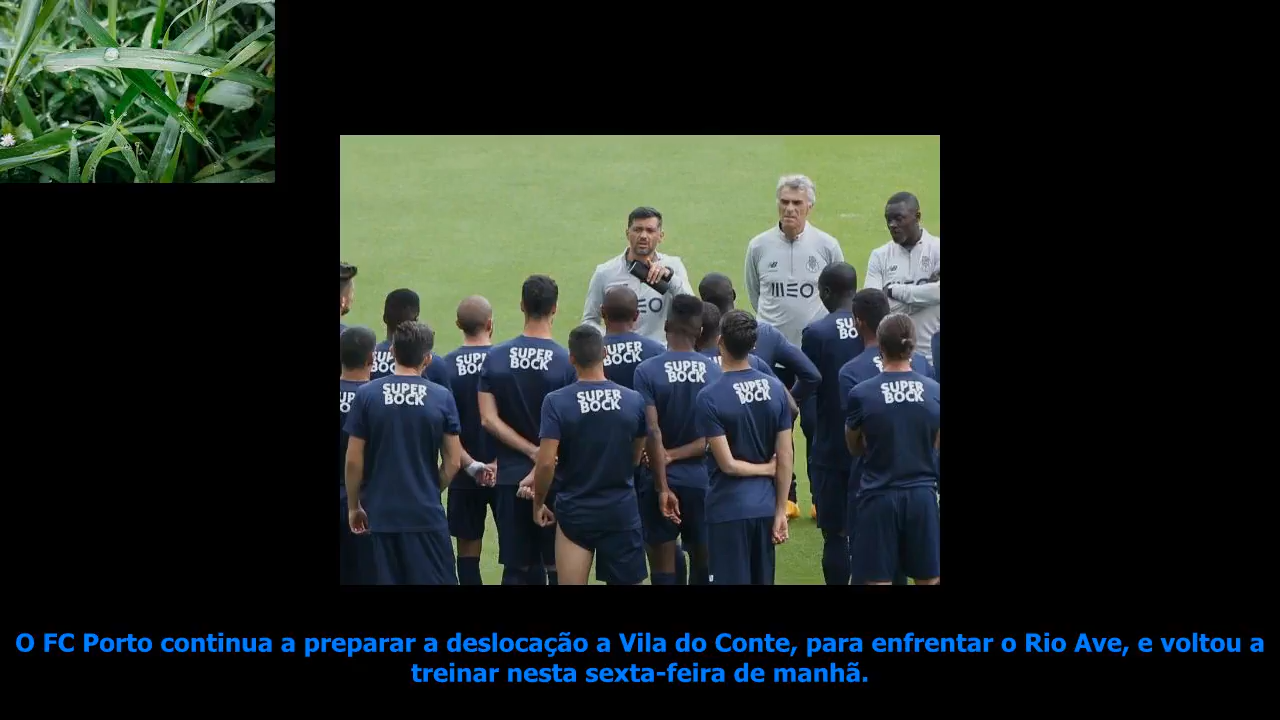 MEO
MEO
SUPER
BOCK
SUPER
BOCK
SUPER
BOCK
SUPER
BOCK
SUPER
BOCK
SUPER
BOCK
SUPER
BOCK
O FC Porto continua a preparar a deslocação a Vila do Conte, para enfrentar o Rio Ave, e voltou a
treinar nesta sexta-feira de manhã.